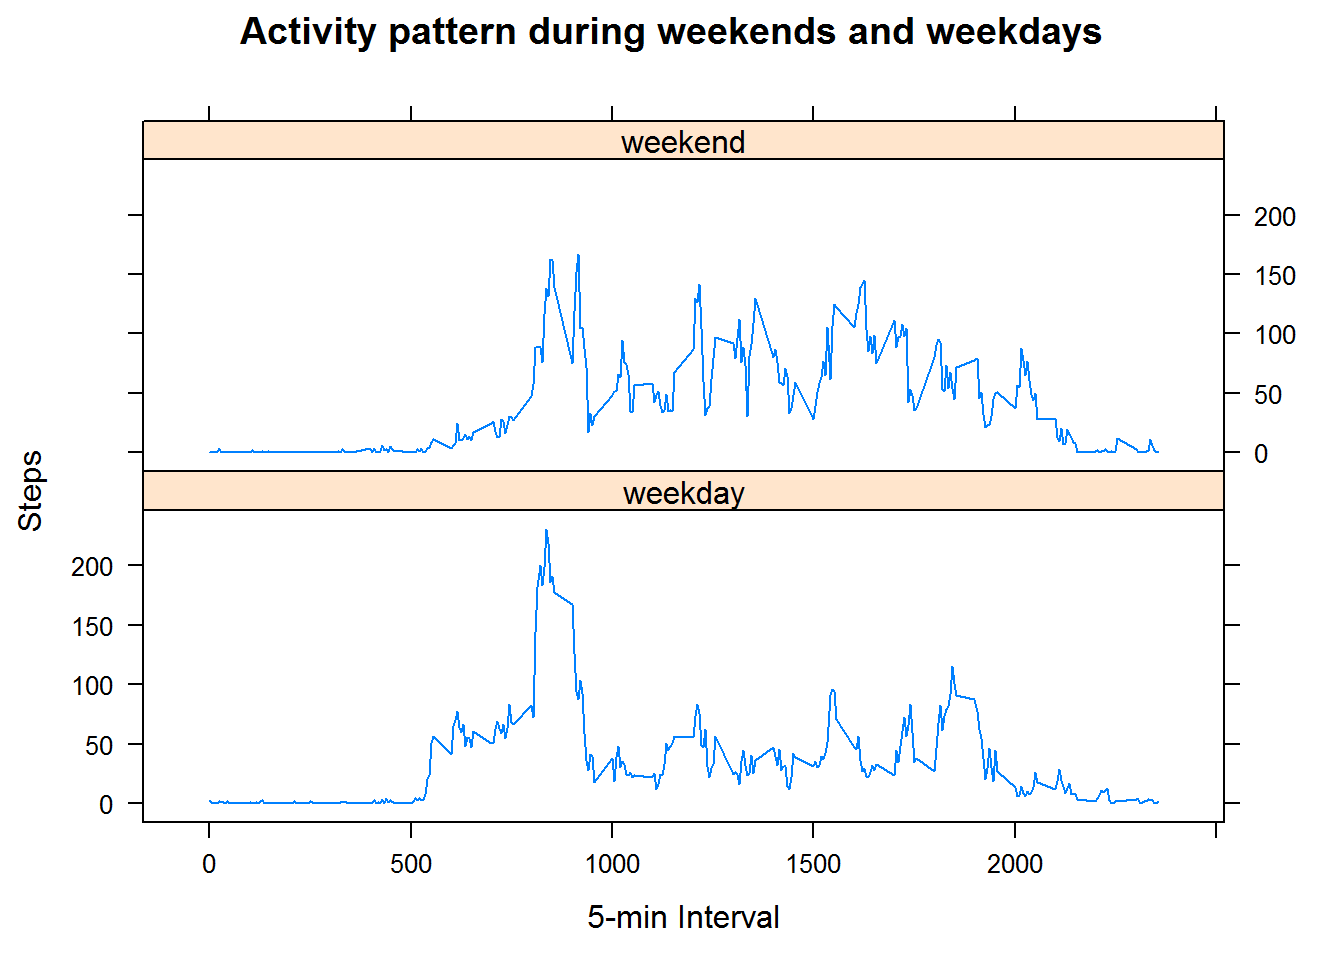 Activity pattern during weekends and weekdays
weekend
200
150
100
50
0
Steps
weekday
200
150
100
50
0
0 500 1000 1500 2000
5-min Interval